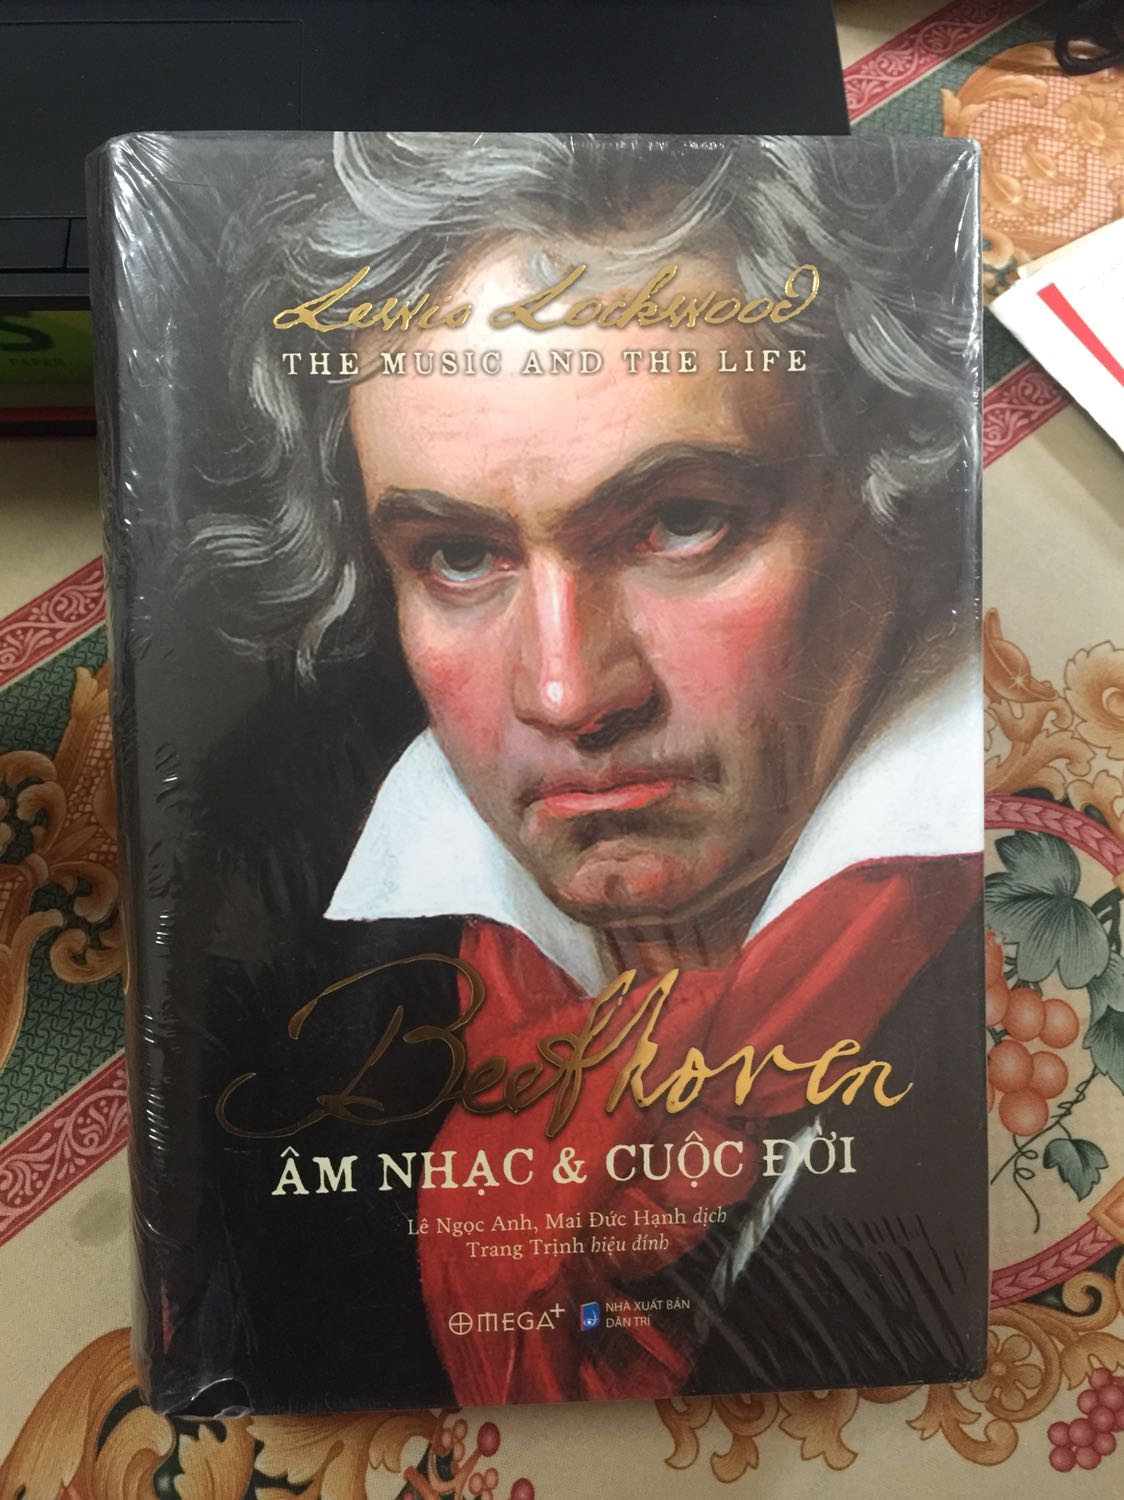 Lewis Lockwood
THE MUSIC AND THE LIFE
Beethoven
ÂM NHẠC & CUỘC ĐỜI
Lê Ngọc Anh, Mai Đức Hạnh dịch
Trang Trịnh hiệu đính
OMEGA+
NHÀ XUẤT BẢN
DÂN TRÍ
S
PAPER